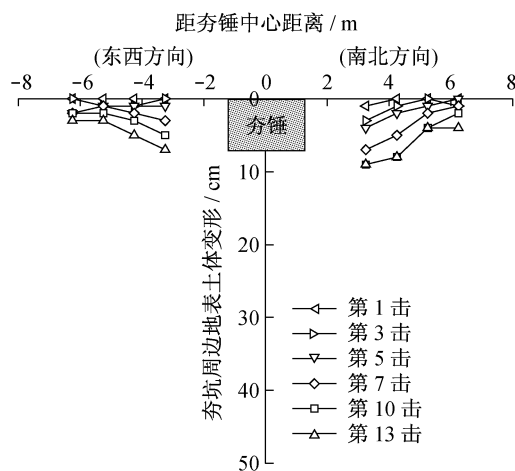 距夯锤中心距离 / m
(东西方向) (南北方向)
-8 -6 -4 -2 0 2 4 6 8
0
夯锤
10
20
30
40
50
夯坑周边地表土体变形 / cm
第 1 击
第 3 击
第 5 击
第 7 击
第 10 击
第 13 击